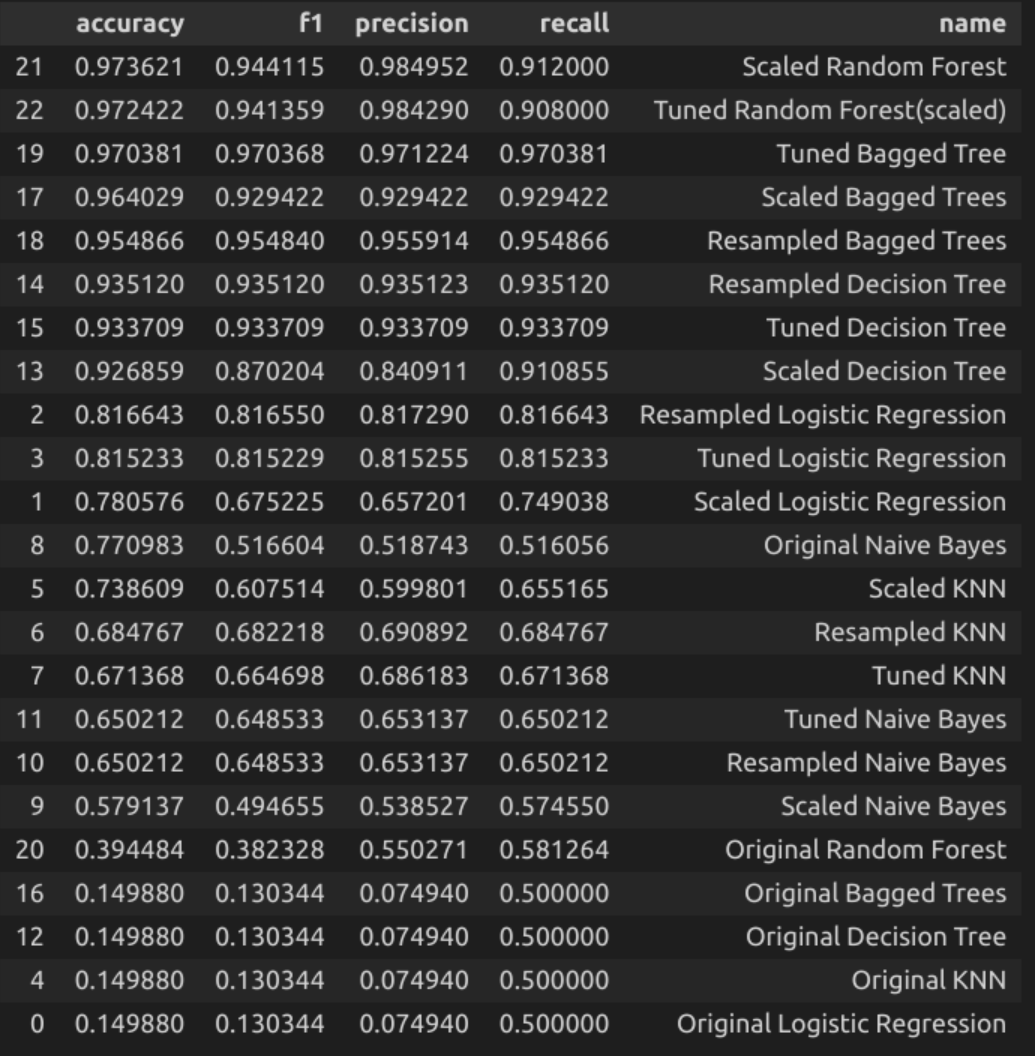 accuracy f1 precision recall name
21 0.973621 0.944115 0.984952 0.912000 Scaled Random Forest
22 0.972422 0.941359 0.984290 0.908000 Tuned Random Forest(scaled)
19 0.970381 0.970368 0.971224 0.970381 Tuned Bagged Tree
17 0.964029 0.929422 0.929422 0.929422 Scaled Bagged Trees
18 0.954866 0.954840 0.955914 0.954866 Resampled Bagged Trees
14 0.935120 0.935120 0.935123 0.935120 Resampled Decision Tree
15 0.933709 0.933709 0.933709 0.933709 Tuned Decision Tree
13 0.926859 0.870204 0.840911 0.910855 Scaled Decision Tree
2 0.816643 0.816550 0.817290 0.816643 Resampled Logistic Regression
3 0.815233 0.815229 0.815255 0.815233 Tuned Logistic Regression
1 0.780576 0.675225 0.657201 0.749038 Scaled Logistic Regression
8 0.770983 0.516604 0.518743 0.516056 Original Naive Bayes
5 0.738609 0.607514 0.599801 0.655165 Scaled KNN
6 0.684767 0.682218 0.690892 0.684767 Resampled KNN
7 0.671368 0.664698 0.686183 0.671368 Tuned KNN
11 0.650212 0.648533 0.653137 0.650212 Tuned Naive Bayes
10 0.650212 0.648533 0.653137 0.650212 Resampled Naive Bayes
9 0.579137 0.494655 0.538527 0.574550 Scaled Naive Bayes
20 0.394484 0.382328 0.550271 0.581264 Original Random Forest
16 0.149880 0.130344 0.074940 0.500000 Original Bagged Trees
12 0.149880 0.130344 0.074940 0.500000 Original Decision Tree
4 0.149880 0.130344 0.074940 0.500000 Original KNN
0 0.149880 0.130344 0.074940 0.500000 Original Logistic Regression